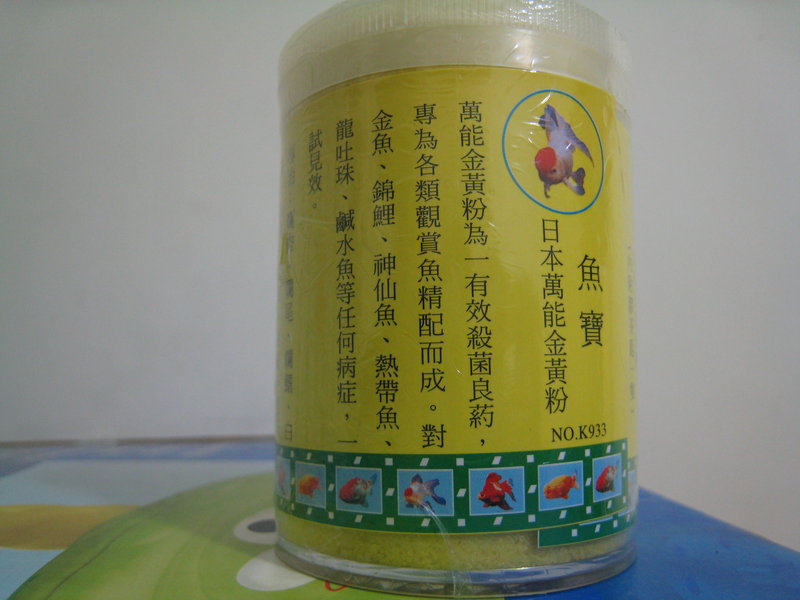 魚寶
日本萬能金黃粉
NO.K933
萬能金黃粉為一有效殺菌良葯，
專為各類觀賞魚精配而成。對
金魚、錦鯉、神仙魚、熱帶魚、
龍吐珠、鹹水魚等任何病症，一
試見效。